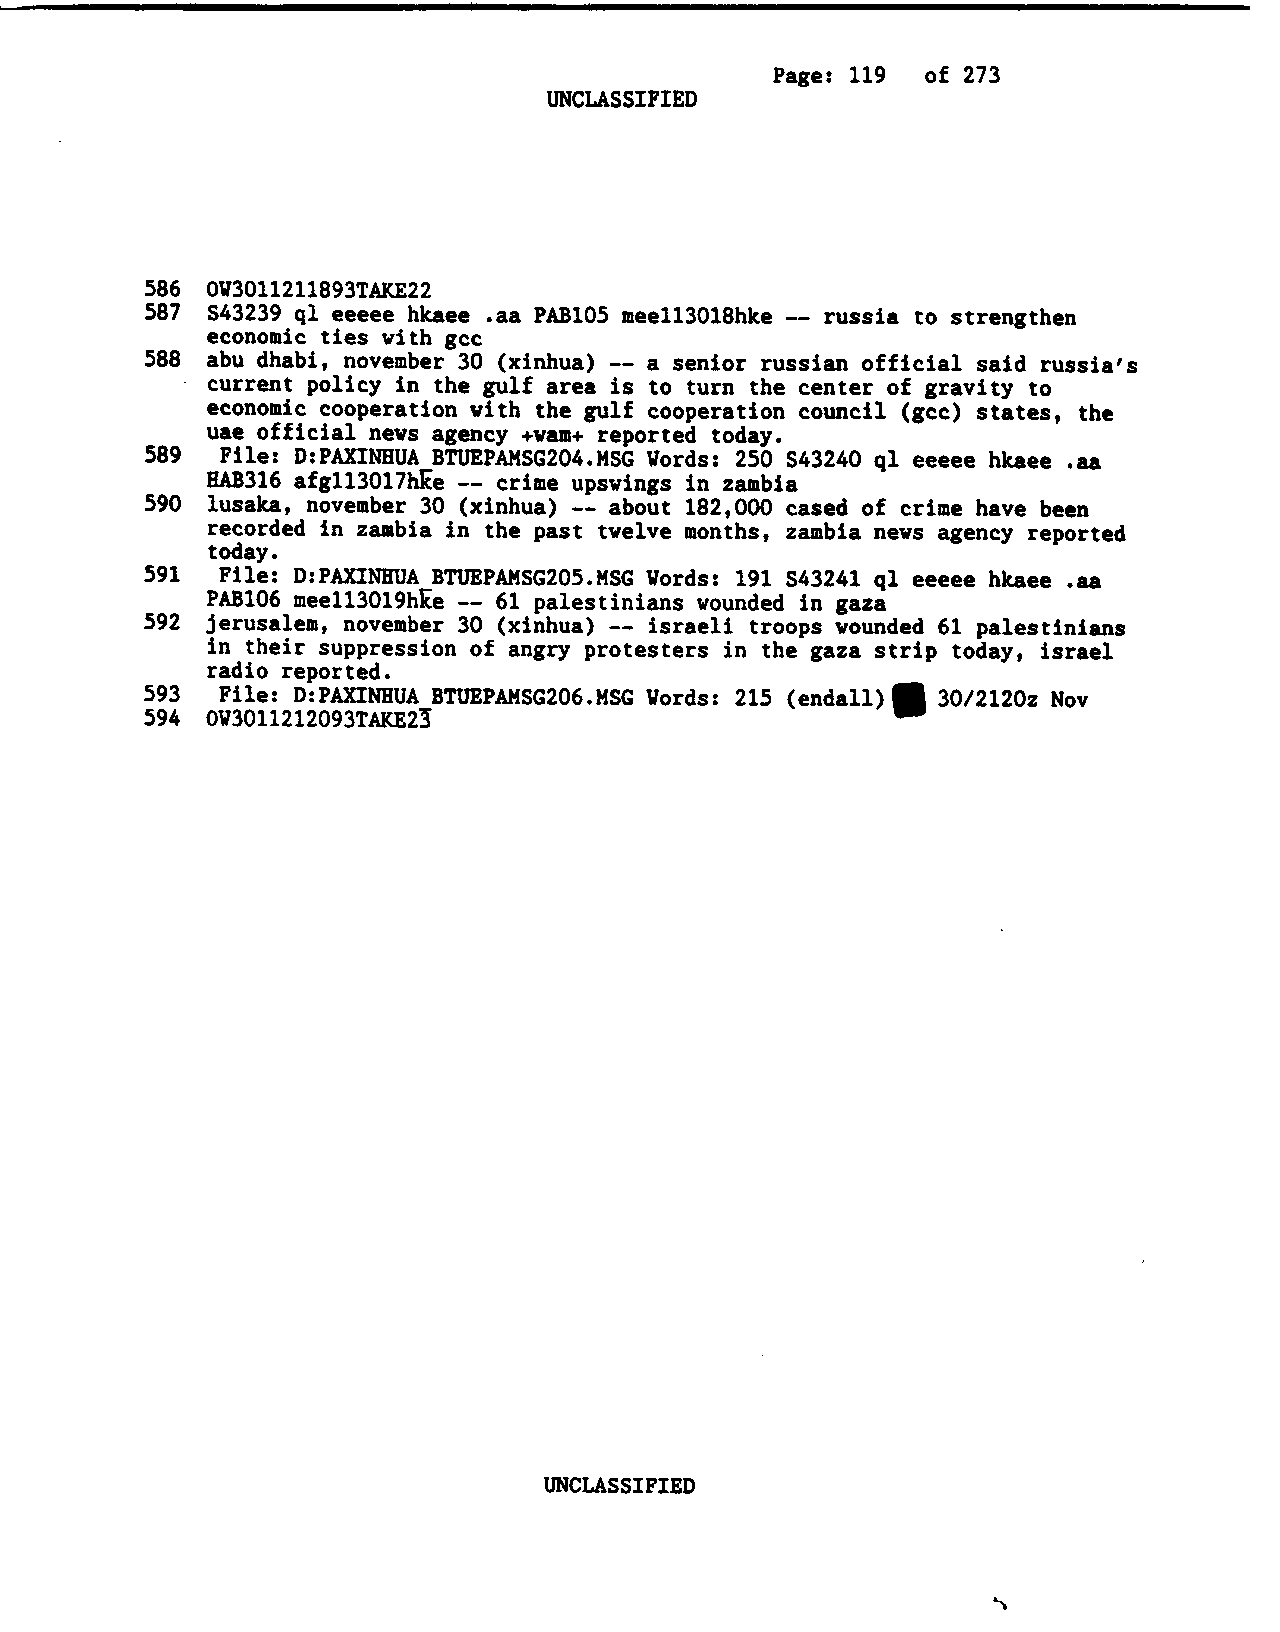 Page: 119 of 273
UNCLASSIFIED
586 OW3011211893TAKE22
587 S43239 ql eeeee hkaee .aa PAB105 mee113018hke -- russia to strengthen
economic ties with gcc
588 abu dhabi, november 30 (xinhua) -- a senior russian official said russia's
current policy in the gulf area is to turn the center of gravity to
economic cooperation with the gulf cooperation council (gcc) states, the
uae official news agency +wam+ reported today.
589 File: D:PAXINHUA_BTUEPAMSG204.MSG Words: 250 S43240 ql eeeee hkaee .aa
HAB316 afg113017hke -- crime upswings in zambia
590 lusaka, november 30 (xinhua) -- about 182,000 cased of crime have been
recorded in zambia in the past twelve months, zambia news agency reported
today.
591 File: D:PAXINHUA_BTUEPAMSG205.MSG Words: 191 S43241 ql eeeee hkaee .aa
PAB106 mee113019hke -- 61 palestinians wounded in gaza
592 jerusalem, november 30 (xinhua) -- israeli troops wounded 61 palestinians
in their suppression of angry protesters in the gaza strip today, israel
radio reported.
593 File: D:PAXINHUA_BTUEPAMSG206.MSG Words: 215 (endall) 30/2120z Nov
594 OW3011212093TAKE23
UNCLASSIFIED